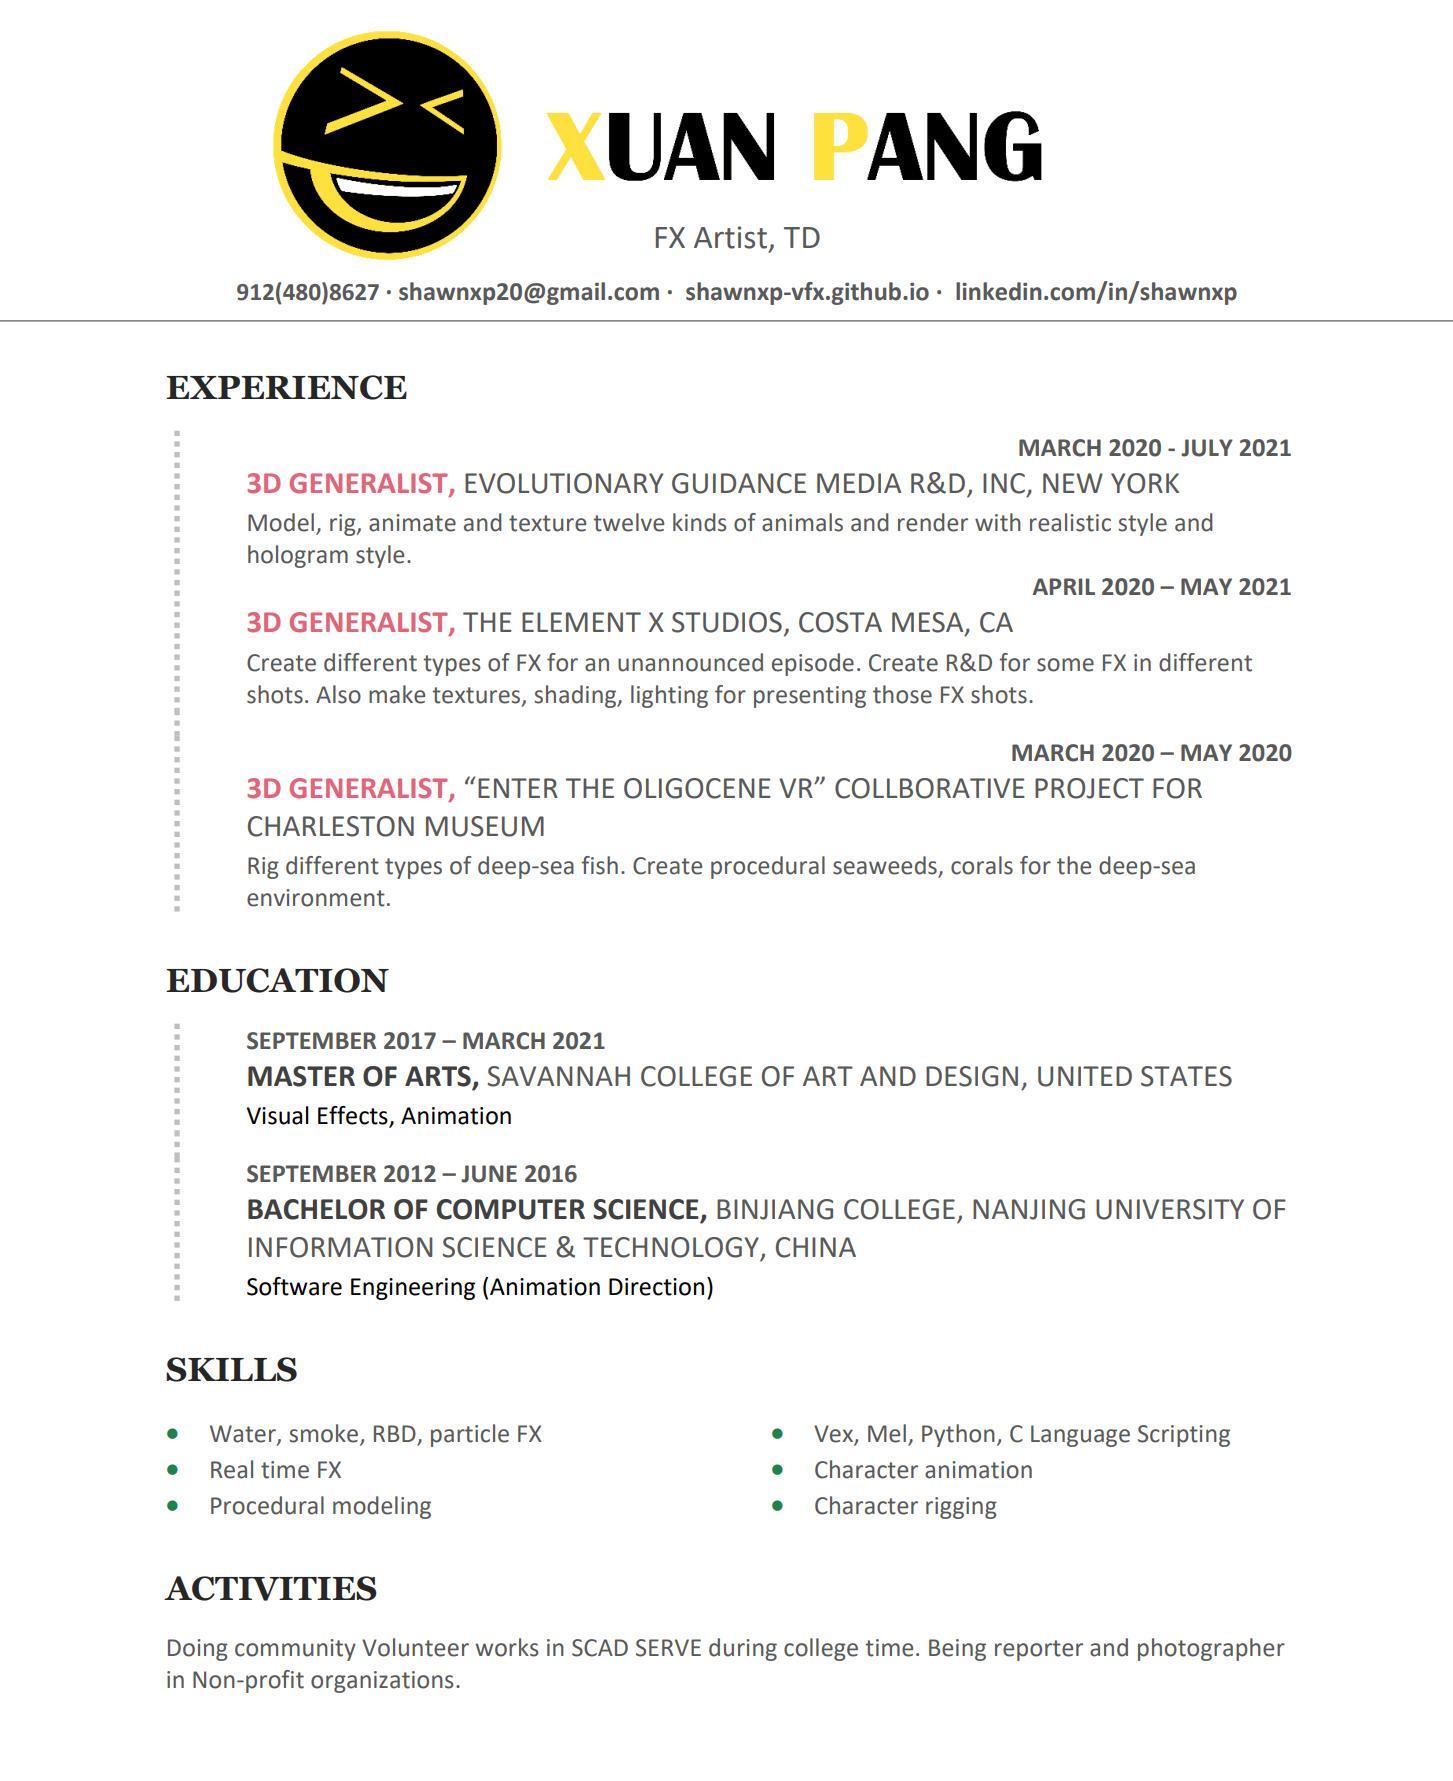 XUAN PANG
FX Artist, TD
912(480)8627 · shawnxp20@gmail.com · shawnxp-vfx.github.io · linkedin.com/in/shawnxp
EXPERIENCE
MARCH 2020 - JULY 2021
3D GENERALIST, EVOLUTIONARY GUIDANCE MEDIA R&D, INC, NEW YORK
Model, rig, animate and texture twelve kinds of animals and render with realistic style and
hologram style.
APRIL 2020 – MAY 2021
3D GENERALIST, THE ELEMENT X STUDIOS, COSTA MESA, CA
Create different types of FX for an unannounced episode. Create R&D for some FX in different
shots. Also make textures, shading, lighting for presenting those FX shots.
MARCH 2020 – MAY 2020
3D GENERALIST, “ENTER THE OLIGOCENE VR” COLLBORATIVE PROJECT FOR
CHARLESTON MUSEUM
Rig different types of deep-sea fish. Create procedural seaweeds, corals for the deep-sea
environment.
EDUCATION
SEPTEMBER 2017 – MARCH 2021
MASTER OF ARTS, SAVANNAH COLLEGE OF ART AND DESIGN, UNITED STATES
Visual Effects, Animation
SEPTEMBER 2012 – JUNE 2016
BACHELOR OF COMPUTER SCIENCE, BINJIANG COLLEGE, NANJING UNIVERSITY OF
INFORMATION SCIENCE & TECHNOLOGY, CHINA
Software Engineering (Animation Direction)
SKILLS
• Water, smoke, RBD, particle FX
• Real time FX
• Procedural modeling
• Vex, Mel, Python, C Language Scripting
• Character animation
• Character rigging
ACTIVITIES
Doing community Volunteer works in SCAD SERVE during college time. Being reporter and photographer
in Non-profit organizations.